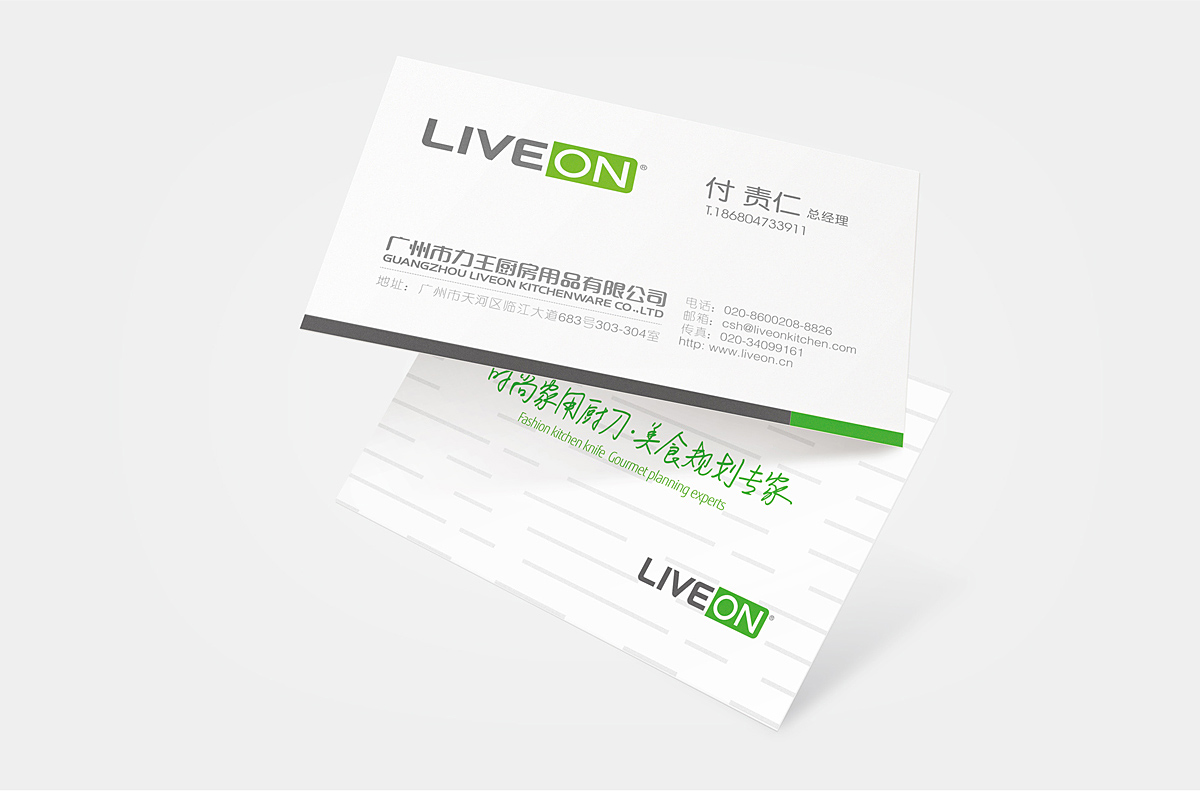 LIVEON®
付 责仁 总经理
T.186804733911
广州市力王厨房用品有限公司
GUANGZHOU LIVEON KITCHENWARE CO.,LTD
地址：广州市天河区临江大道683号303-304室
电话：020-8600208-8826
邮箱：csh@liveonkitchen.com
传真：020-34099161
http: www.liveon.cn
时尚家用厨刀·美食规划专家
Fashion kitchen knife Gourmet planning experts
LIVEON®